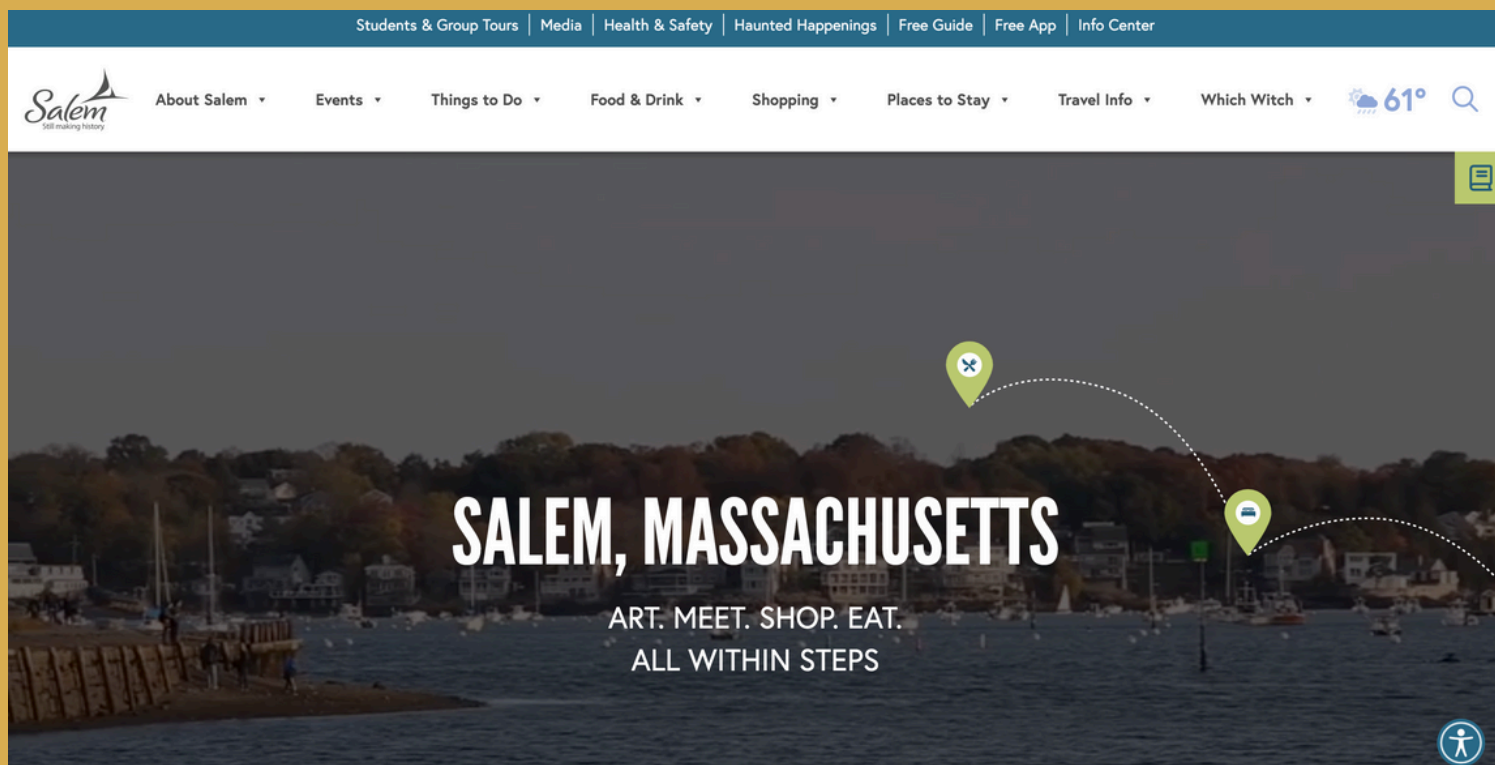 Students & Group Tours | Media | Health & Safety | Haunted Happenings | Free Guide | Free App | Info Center
Salem
Still making history
About Salem Events Things to Do Food & Drink Shopping Places to Stay Travel Info Which Witch 61°
SALEM, MASSACHUSETTS
ART. MEET. SHOP. EAT.
ALL WITHIN STEPS